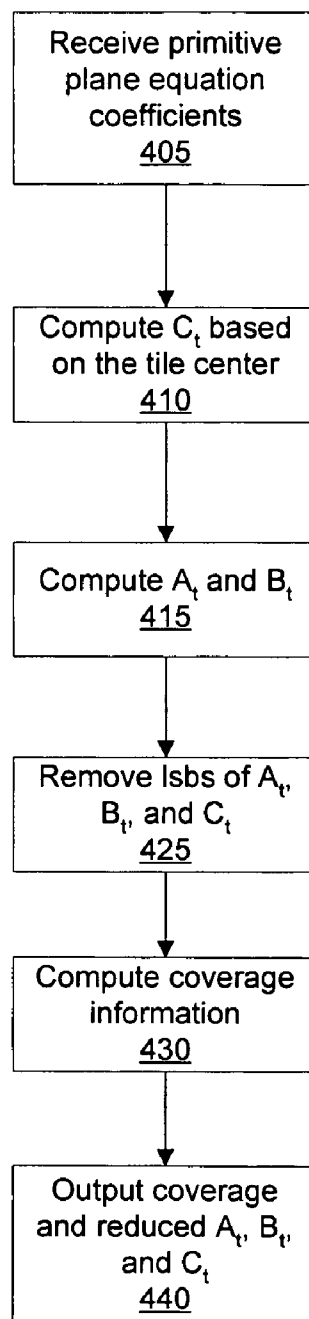 Receive primitive
plane equation
coefficients
405
Compute Cₜ based
on the tile center
410
Compute Aₜ and Bₜ
415
Remove lsbs of Aₜ,
Bₜ, and Cₜ
425
Compute coverage
information
430
Output coverage
and reduced Aₜ, Bₜ,
and Cₜ
440